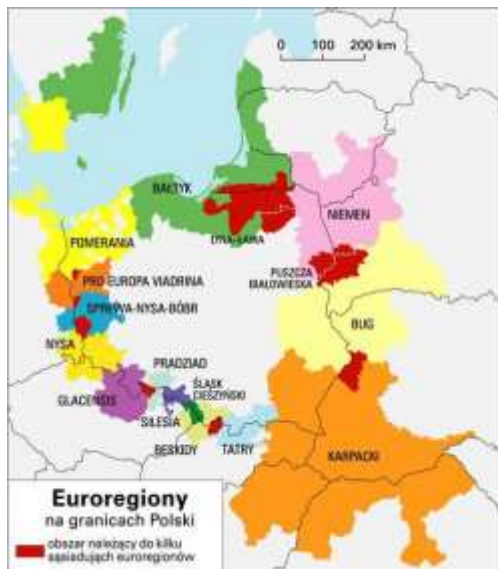 0 100 200 km
BAŁTYK
NIEMEN
ŁYNA-ŁAWA
POMERANIA
PUSZCZA
BIAŁOWIESKA
PRO EUROPA VIADRINA
SPREWA-NYSA-BÓBR
BUG
NYSA
PRADZIAD
ŚLĄSK
CIESZYŃSKI
GLACENSIS
SILESIA
BESKIDY
TATRY
KARPACKI
Euroregiony
na granicach Polski
obszar należący do kilku
sąsiadujących euroregionów